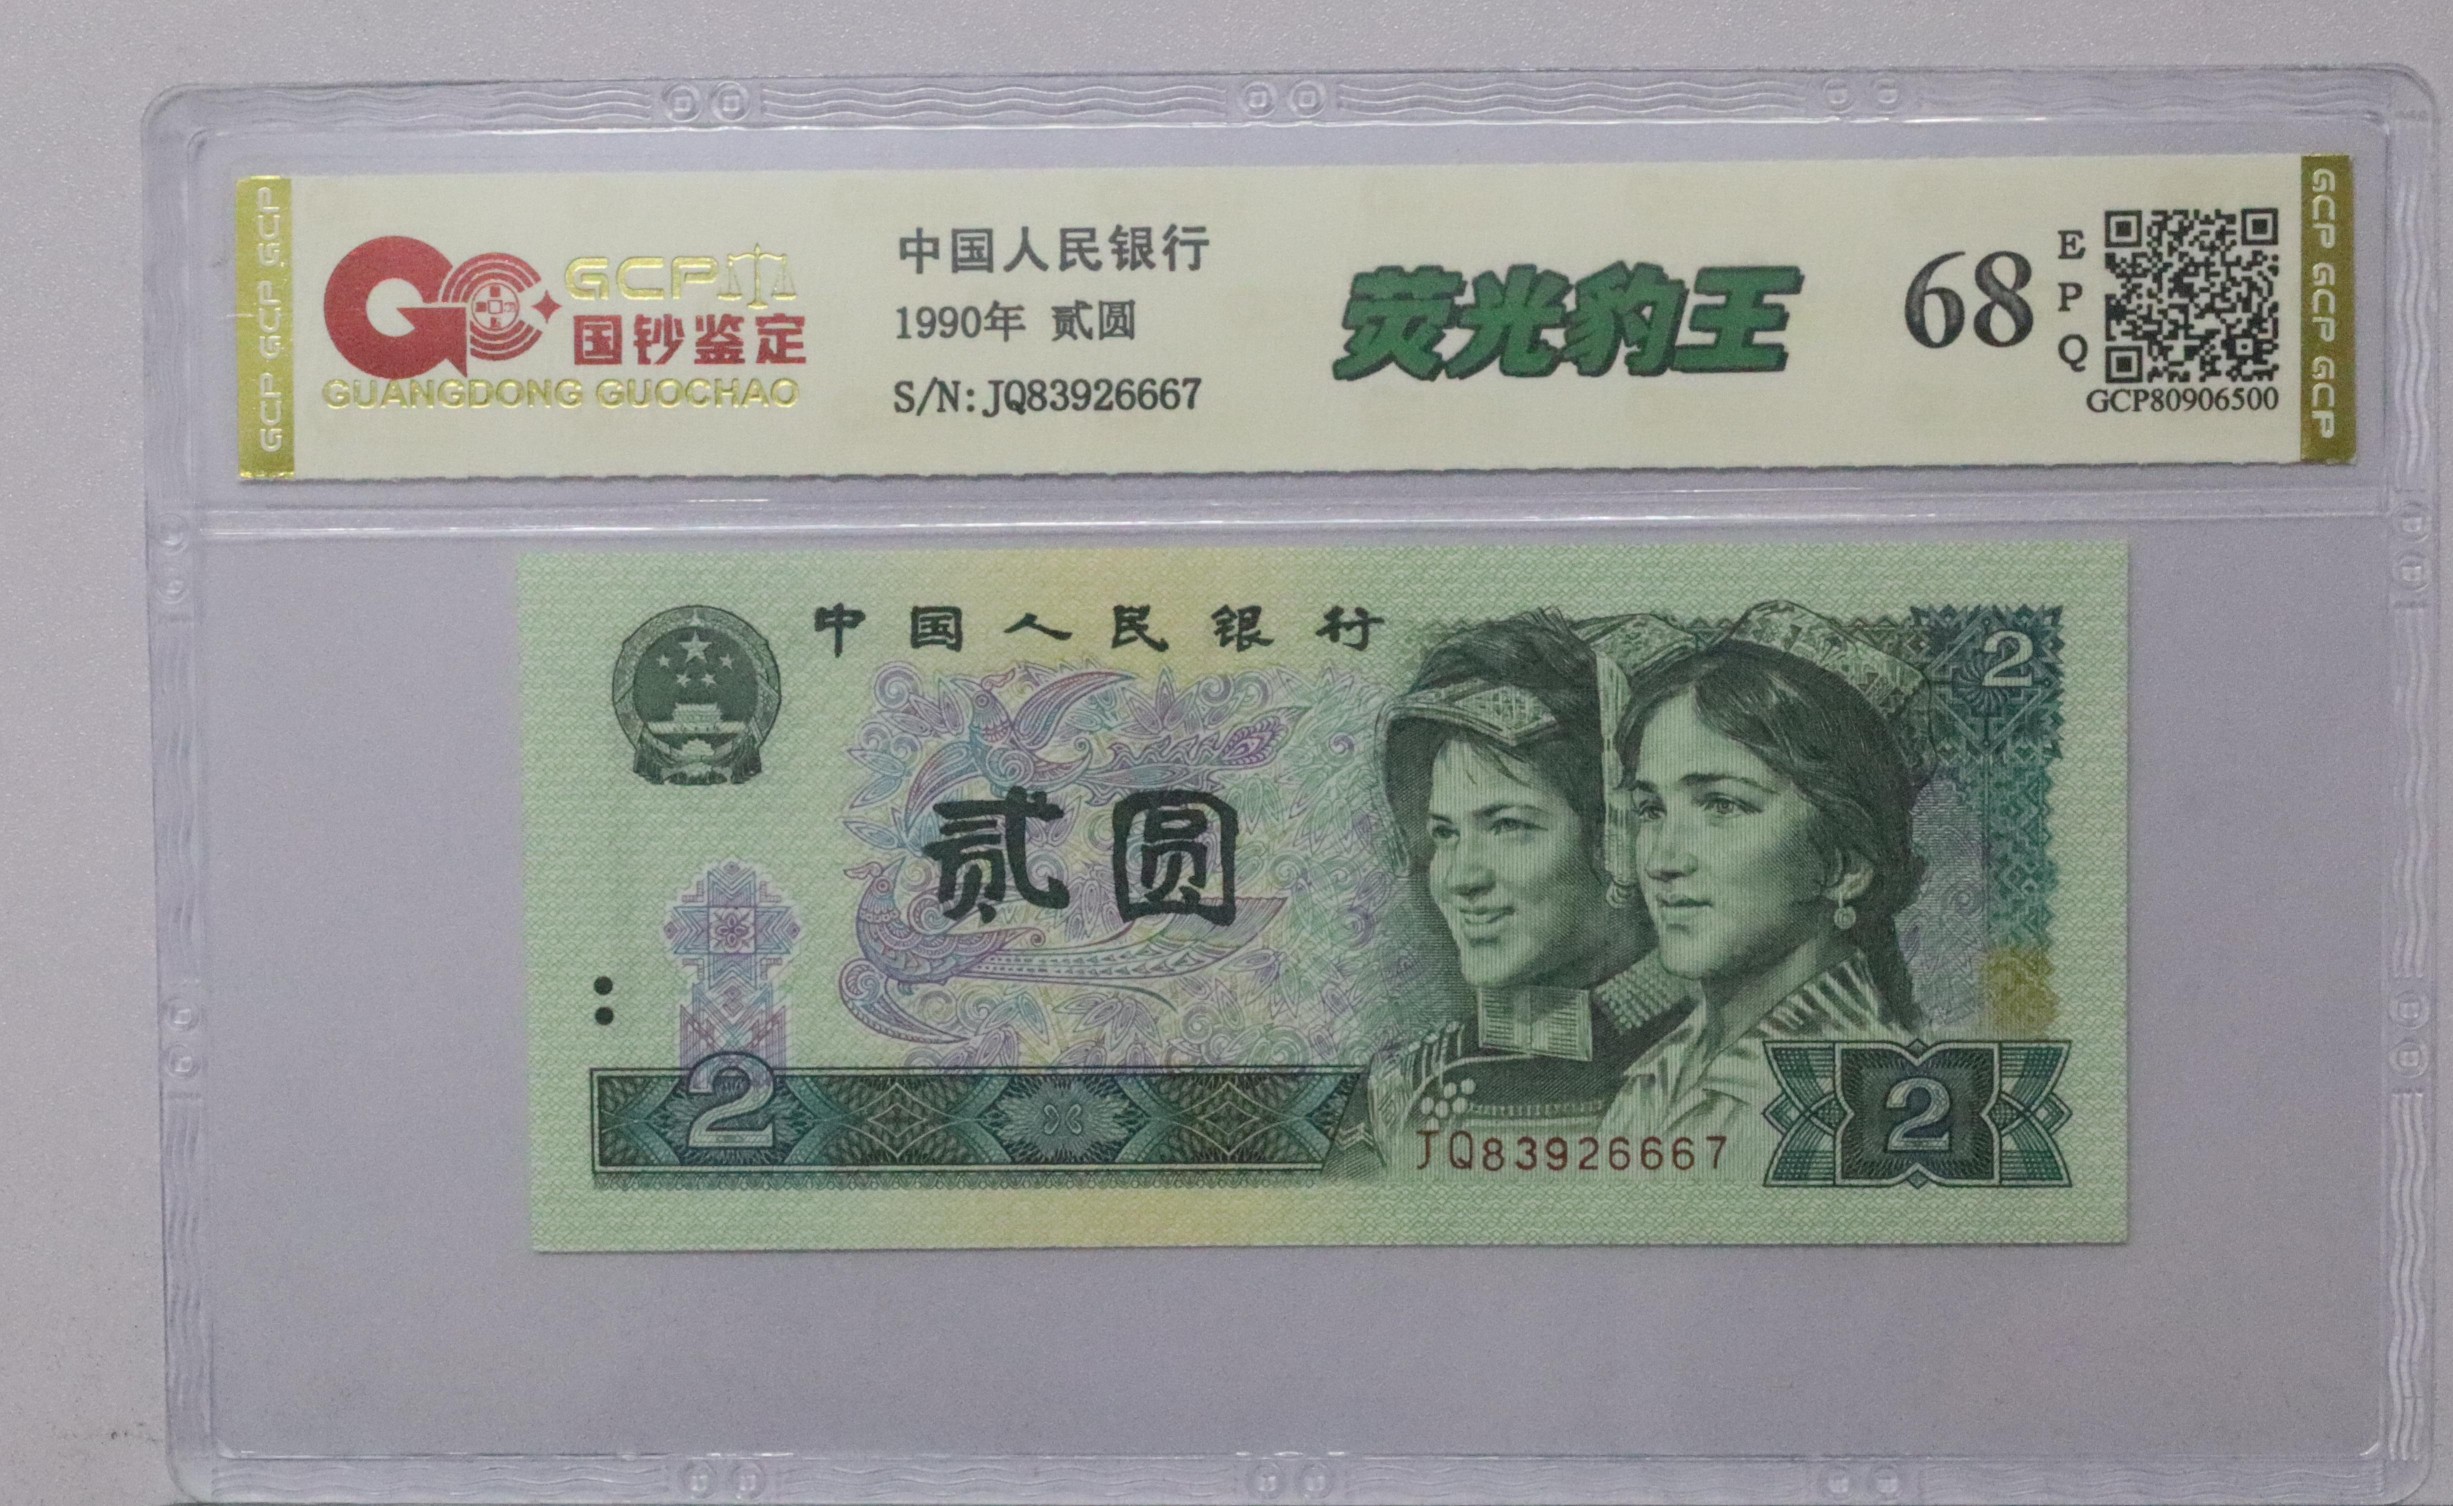 GCP
国钞鉴定
GUANGDONG GUOCHAO
中国人民银行
1990年 贰圆
S/N:JQ83926667
荧光豹王
68
E
P
Q
GCP80906500
GCP GCP GCP
GCP GCP GCP
中国人民银行
2
贰圆
2
JQ83926667
2